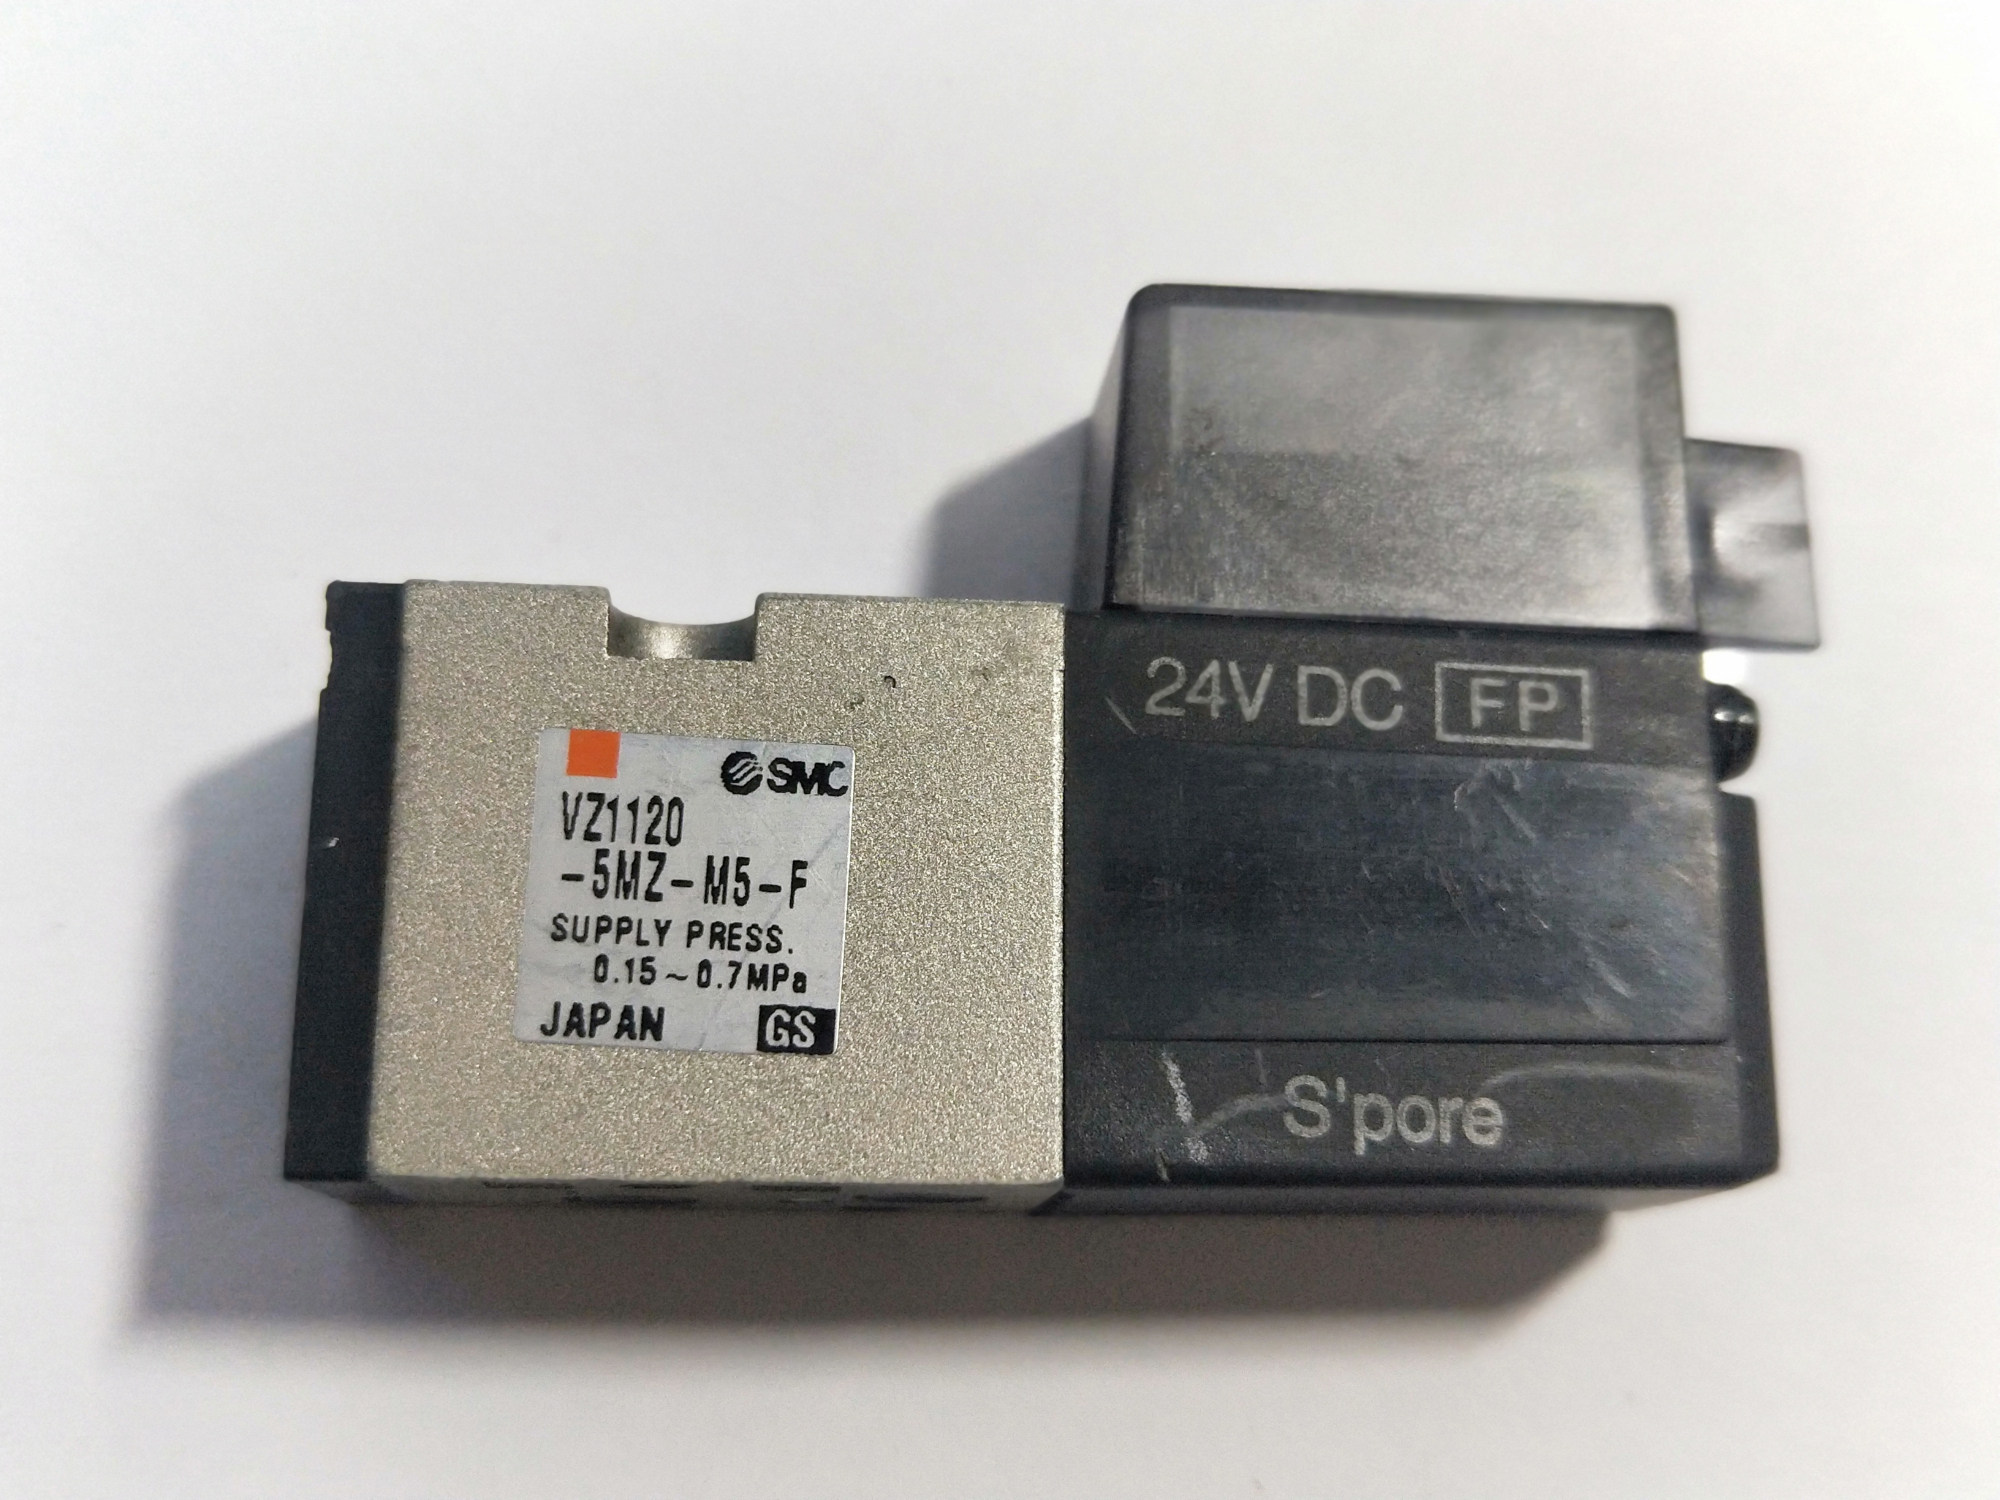 SMC
VZ1120
-5MZ-M5-F
SUPPLY PRESS.
0.15~0.7MPa
JAPAN GS
24V DC FP
S'pore